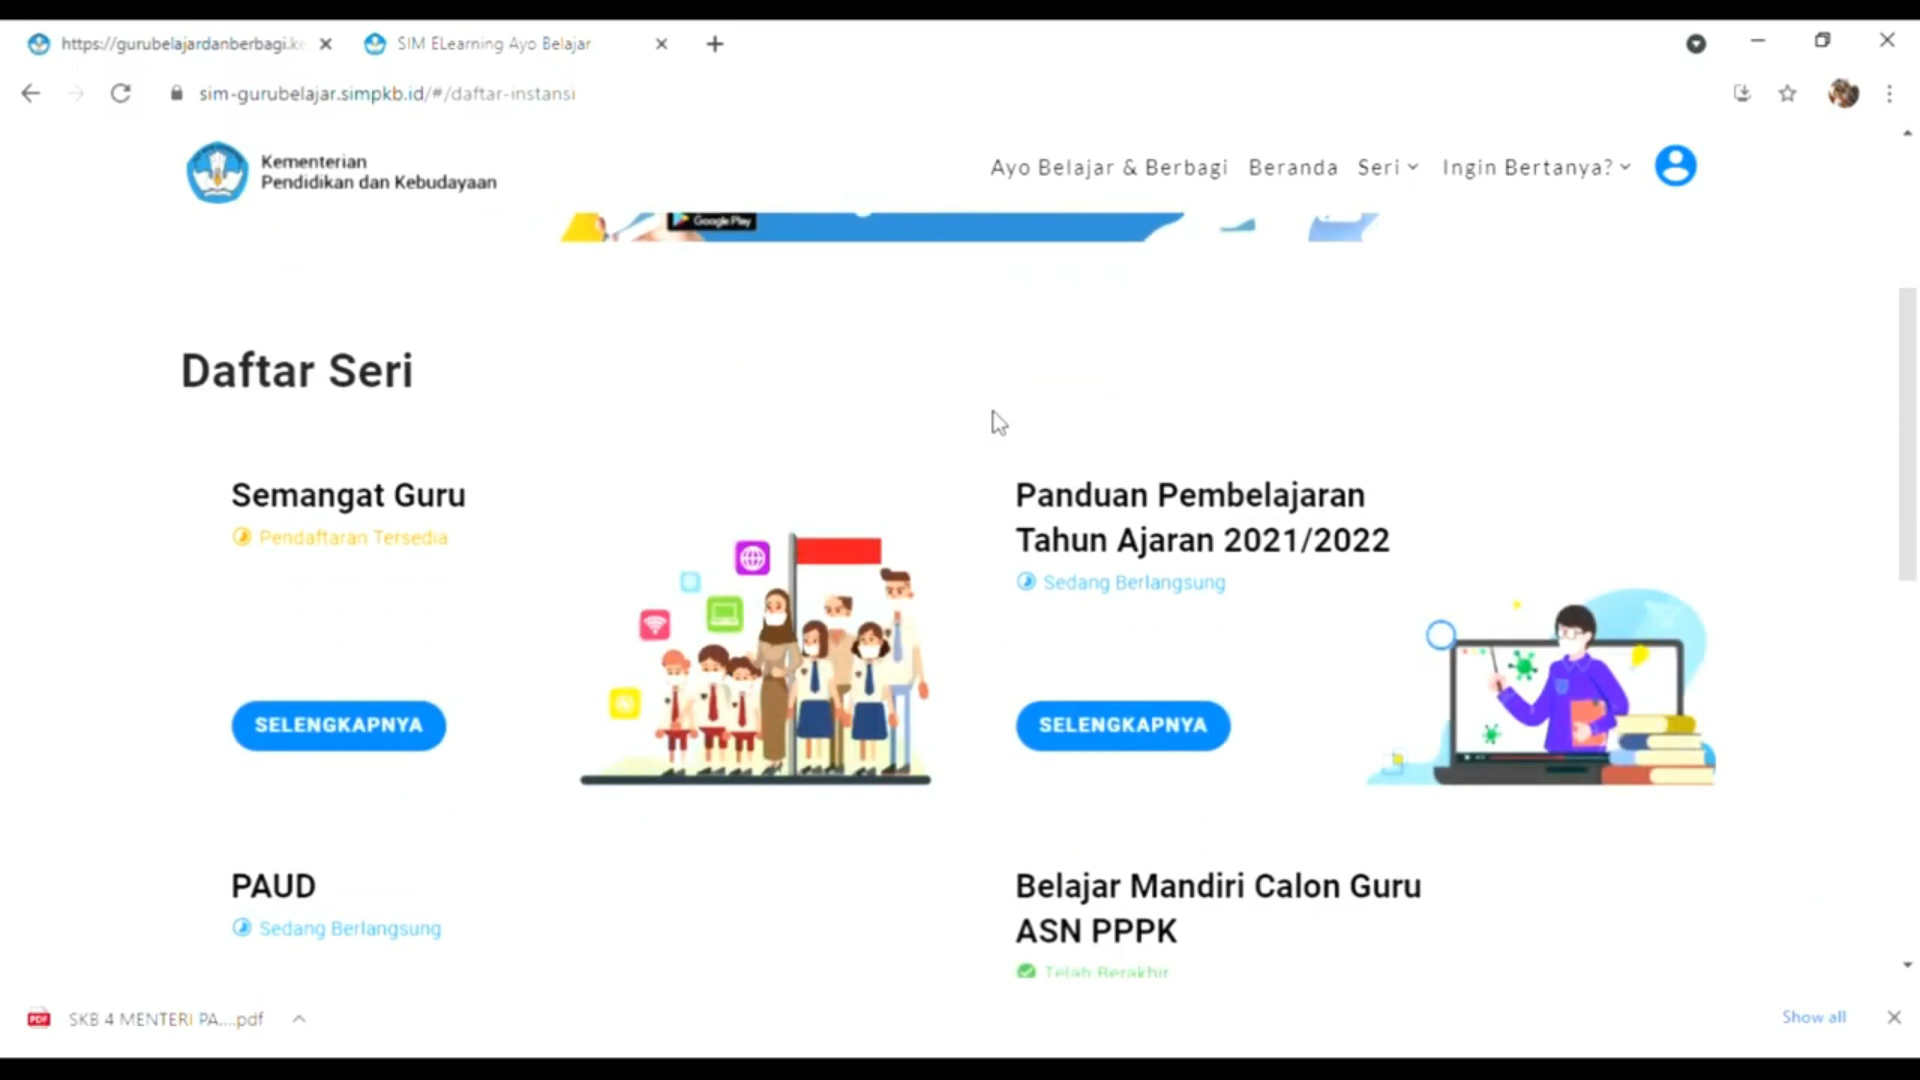 https://gurubelajardanberbagi.ke
SIM ELearning Ayo Belajar
sim-gurubelajar.simpkb.id/#/daftar-instansi
Kementerian
Pendidikan dan Kebudayaan
Ayo Belajar & Berbagi
Beranda
Seri
Ingin Bertanya?
Google Play
Daftar Seri
Semangat Guru
Pendaftaran Tersedia
SELENGKAPNYA
Panduan Pembelajaran
Tahun Ajaran 2021/2022
Sedang Berlangsung
SELENGKAPNYA
PAUD
Sedang Berlangsung
Belajar Mandiri Calon Guru
ASN PPPK
Telah Berakhir
SKB 4 MENTERI PA....pdf
Show all